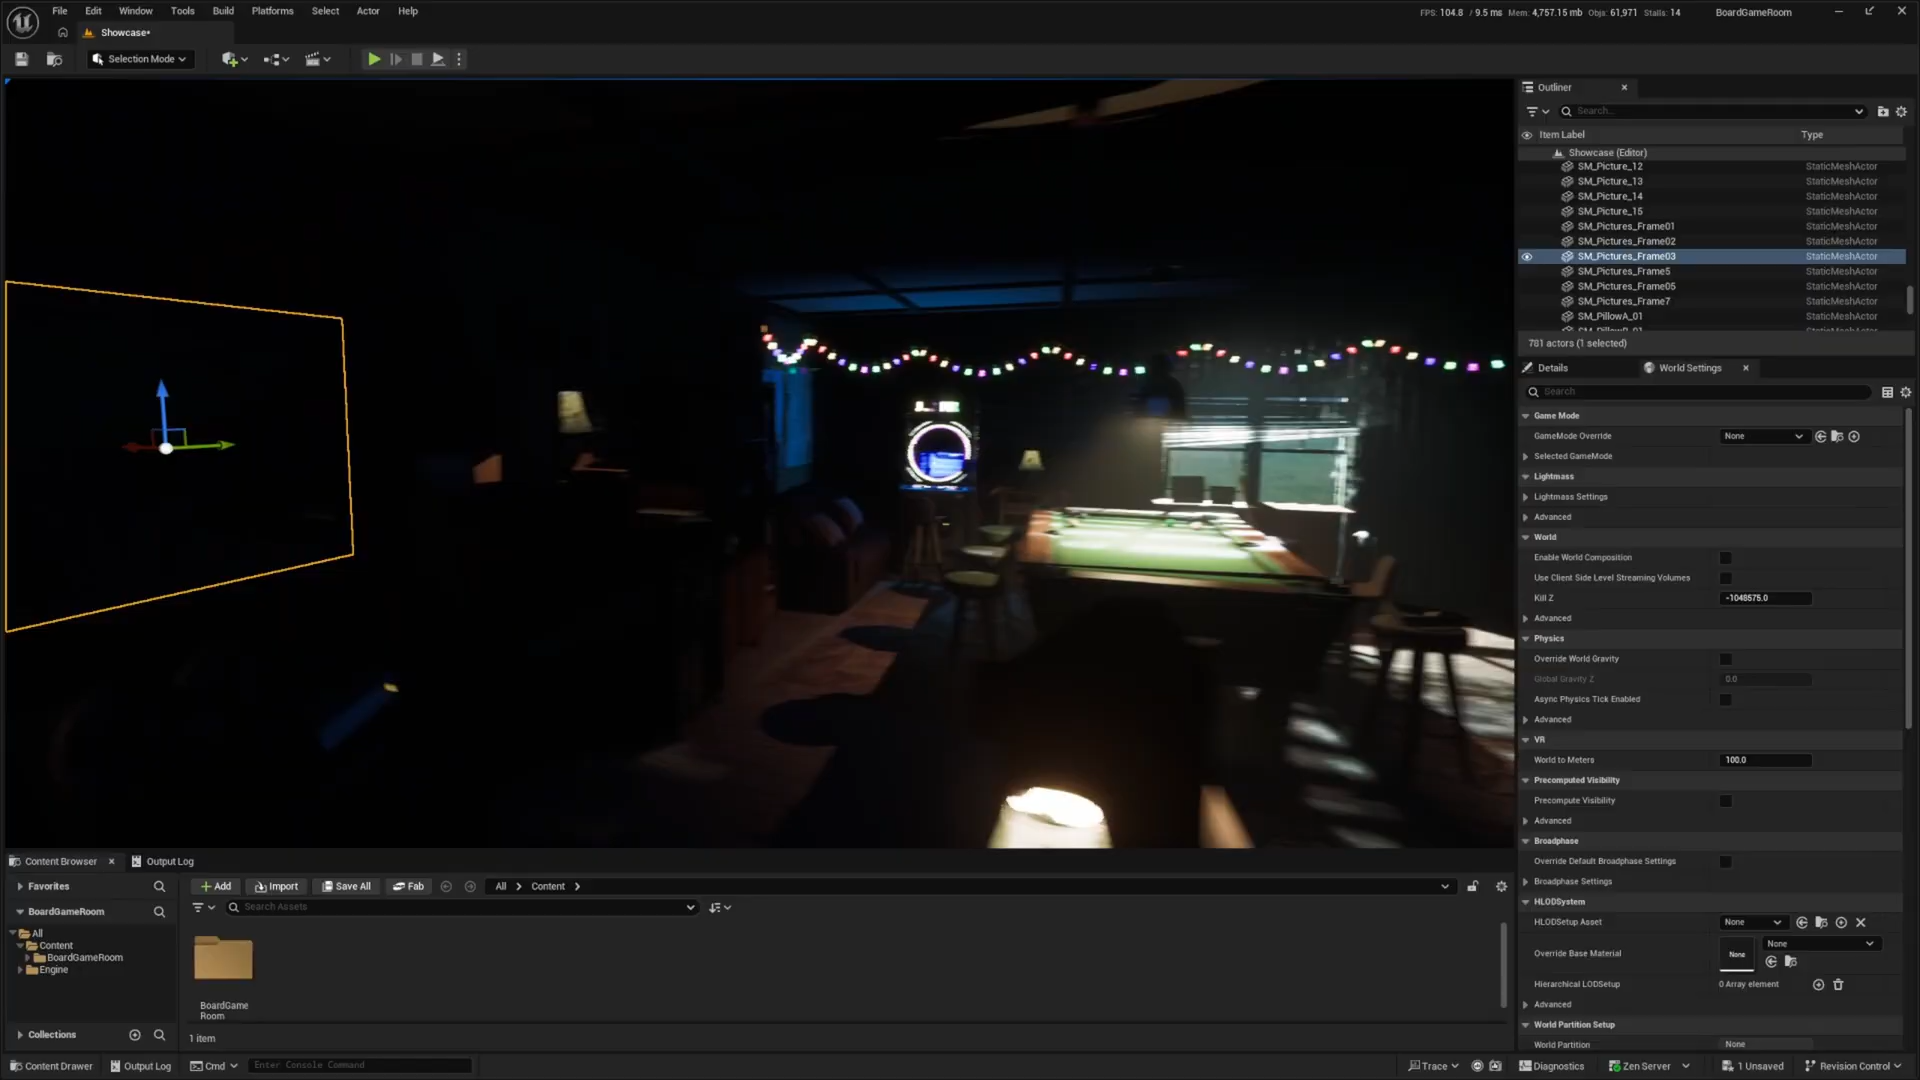 File Edit Window Tools Build Platforms Select Actor Help
FPS: 104.8 / 9.5 ms Mem: 4,757.15 mb Objs: 61,971 Stalls: 14 BoardGameRoom
Showcase*
Selection Mode
Outliner
Search...
Item Label Type
Showcase (Editor)
SM_Picture_12 StaticMeshActor
SM_Picture_13 StaticMeshActor
SM_Picture_14 StaticMeshActor
SM_Picture_15 StaticMeshActor
SM_Pictures_Frame01 StaticMeshActor
SM_Pictures_Frame02 StaticMeshActor
SM_Pictures_Frame03 StaticMeshActor
SM_Pictures_Frame5 StaticMeshActor
SM_Pictures_Frame05 StaticMeshActor
SM_Pictures_Frame7 StaticMeshActor
SM_PillowA_01 StaticMeshActor
781 actors (1 selected)
Details World Settings
Search
Game Mode
GameMode Override None
Selected GameMode
Lightmass
Lightmass Settings
Advanced
World
Enable World Composition
Use Client Side Level Streaming Volumes
Kill Z -1048575.0
Advanced
Physics
Override World Gravity
Global Gravity Z 0.0
Async Physics Tick Enabled
Advanced
VR
World to Meters 100.0
Precomputed Visibility
Precompute Visibility
Advanced
Broadphase
Override Default Broadphase Settings
Broadphase Settings
HLODSystem
HLODSetup Asset None
Override Base Material None None
Hierarchical LODSetup 0 Array element
Advanced
World Partition Setup
World Partition None
Content Browser Output Log
Favorites
Add Import Save All Fab All Content
BoardGameRoom
Search Assets
All
Content
BoardGameRoom
Engine
BoardGame
Room
Collections
1 item
Content Drawer Output Log Cmd Enter Console Command
Trace Diagnostics Zen Server 1 Unsaved Revision Control